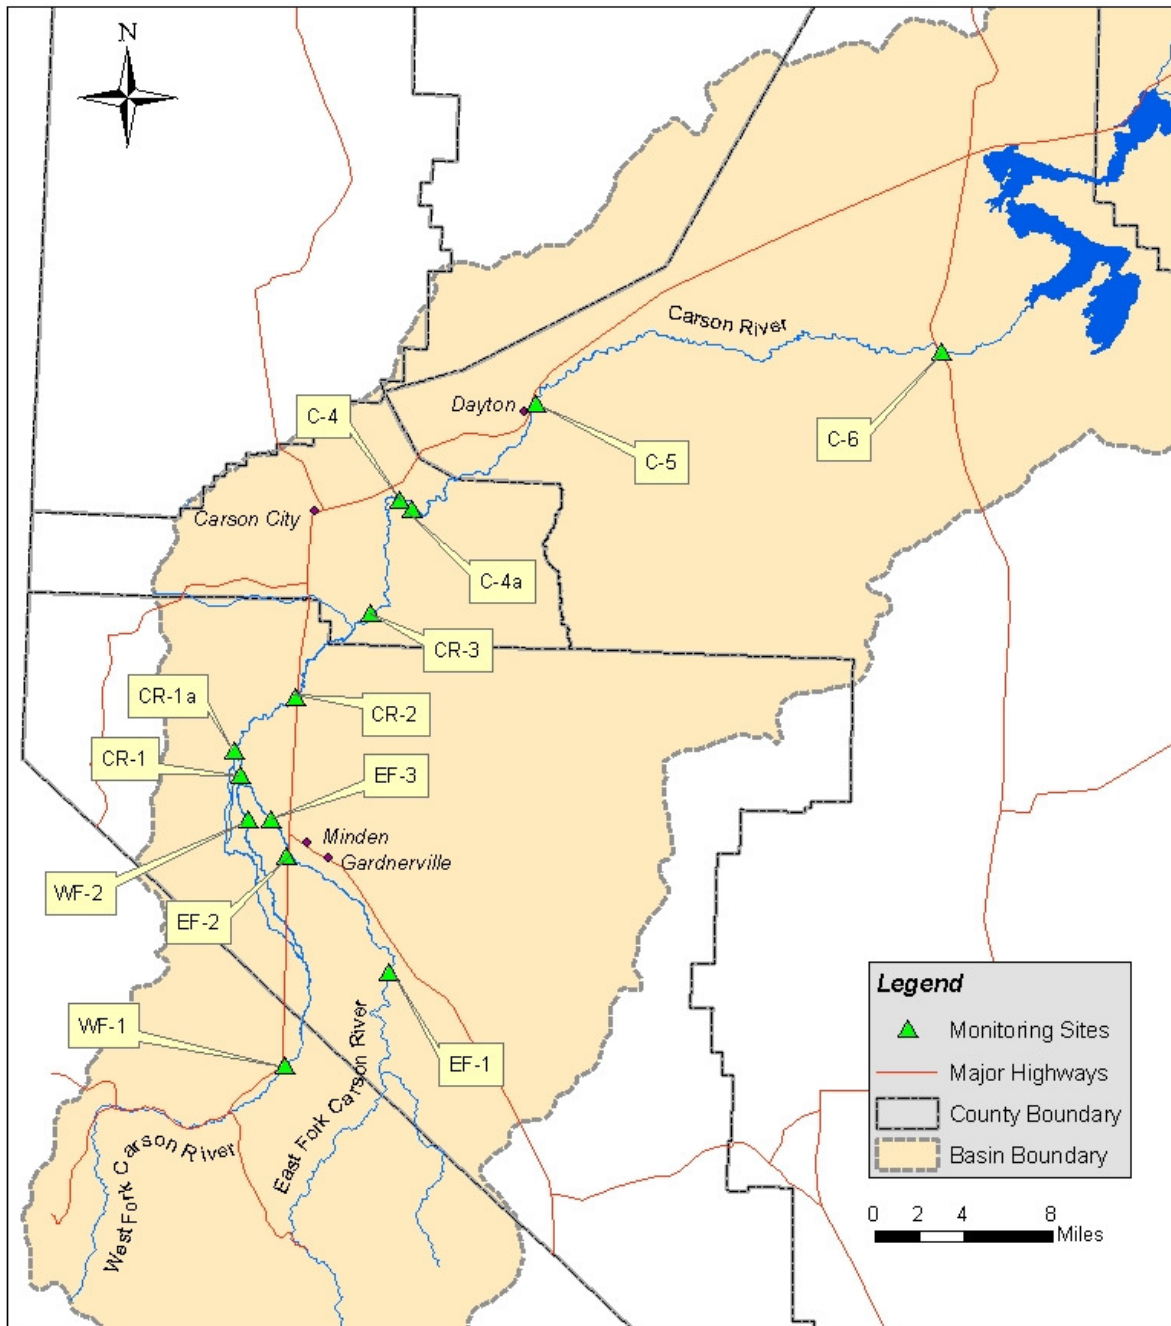 N
Carson River
C-4
Dayton
C-5
C-6
Carson City
C-4a
CR-3
CR-1a
CR-2
CR-1
EF-3
Minden
Gardnerville
WF-2
EF-2
WF-1
EF-1
East Fork Carson River
West Fork Carson River
Legend
Monitoring Sites
Major Highways
County Boundary
Basin Boundary
0 2 4 8
Miles